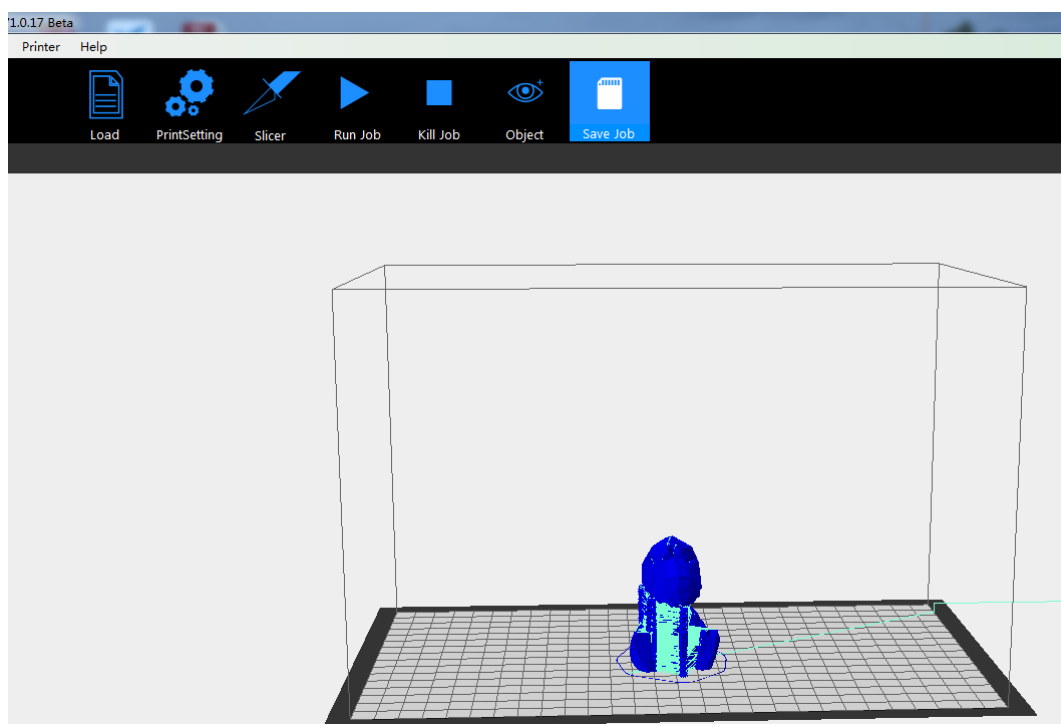 1.0.17 Beta
Printer Help
Load PrintSetting Slicer Run Job Kill Job Object Save Job